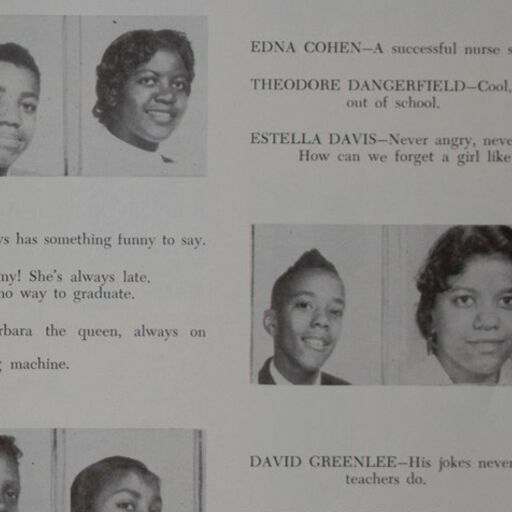 EDNA COHEN—A successful nurse s
THEODORE DANGERFIELD—Cool,
out of school.
ESTELLA DAVIS—Never angry, neve
How can we forget a girl like
ys has something funny to say.
my! She's always late.
no way to graduate.
rbara the queen, always on
g machine.
DAVID GREENLEE—His jokes never
teachers do.